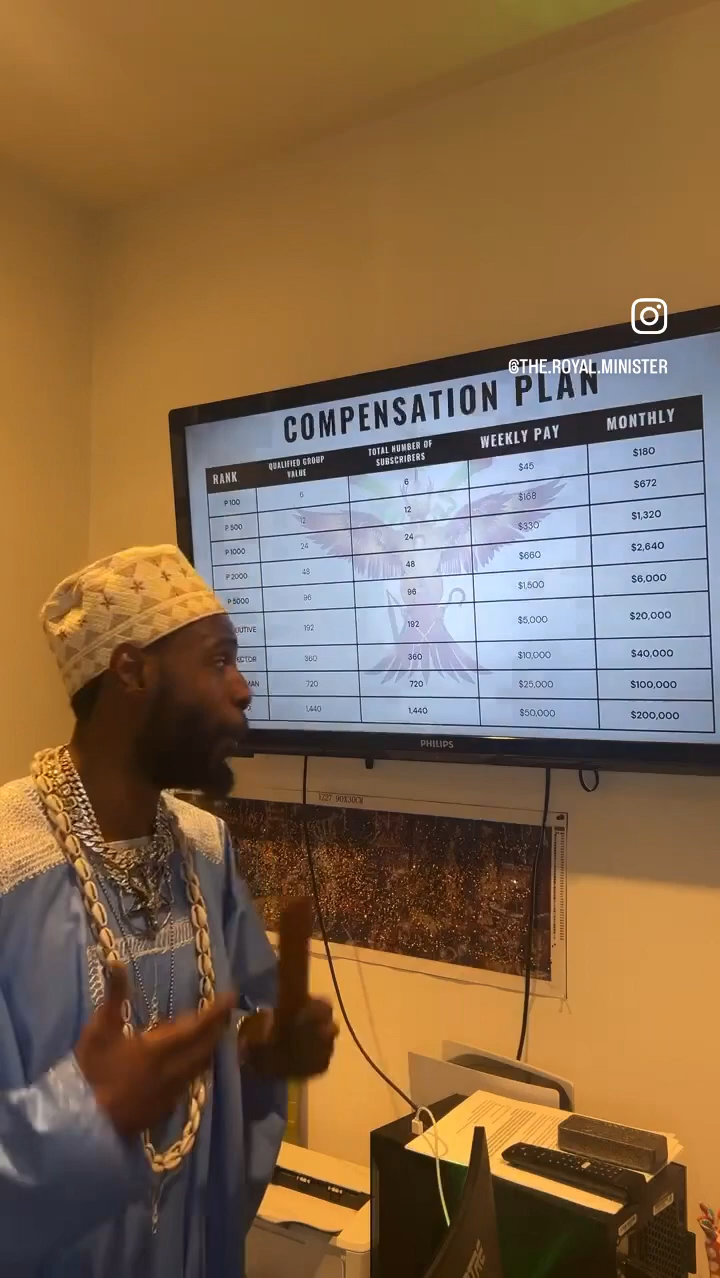 @THE.ROYAL.MINISTER
COMPENSATION PLAN
RANK QUALIFIED GROUP VALUE TOTAL NUMBER OF SUBSCRIBERS WEEKLY PAY MONTHLY
P 100 6 6 $45 $180
P 500 12 12 $168 $672
P 1000 24 24 $330 $1,320
P 2000 48 48 $660 $2,640
P 5000 96 96 $1,500 $6,000
UTIVE 192 192 $5,000 $20,000
ECTOR 360 360 $10,000 $40,000
MAN 720 720 $25,000 $100,000
1,440 1,440 $50,000 $200,000
PHILIPS